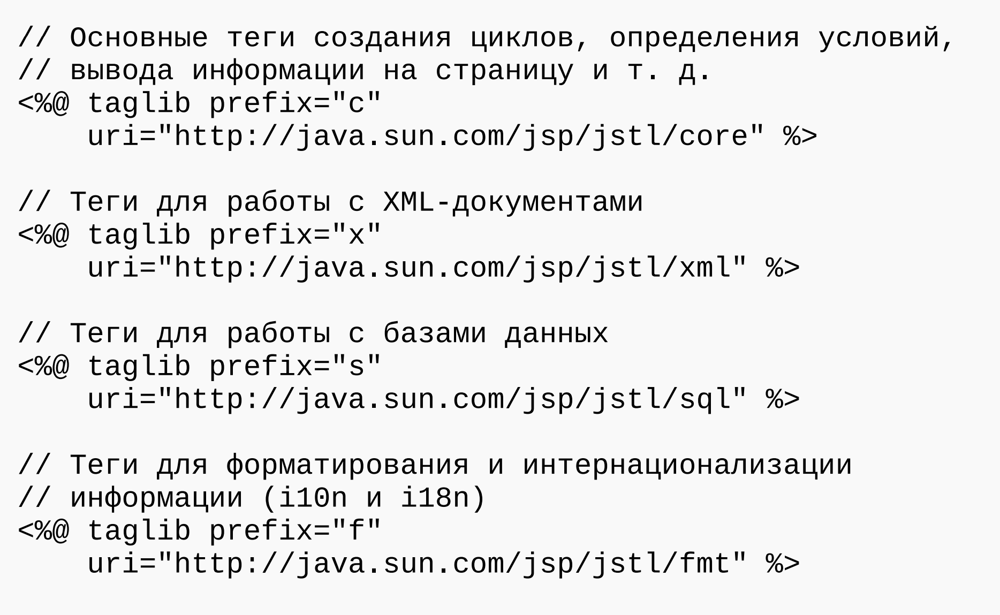 // Основные теги создания циклов, определения условий,
// вывода информации на страницу и т. д.
<%@ taglib prefix="c"
    uri="http://java.sun.com/jsp/jstl/core" %>

// Теги для работы с XML-документами
<%@ taglib prefix="x"
    uri="http://java.sun.com/jsp/jstl/xml" %>

// Теги для работы с базами данных
<%@ taglib prefix="s"
    uri="http://java.sun.com/jsp/jstl/sql" %>

// Теги для форматирования и интернационализации
// информации (i10n и i18n)
<%@ taglib prefix="f"
    uri="http://java.sun.com/jsp/jstl/fmt" %>